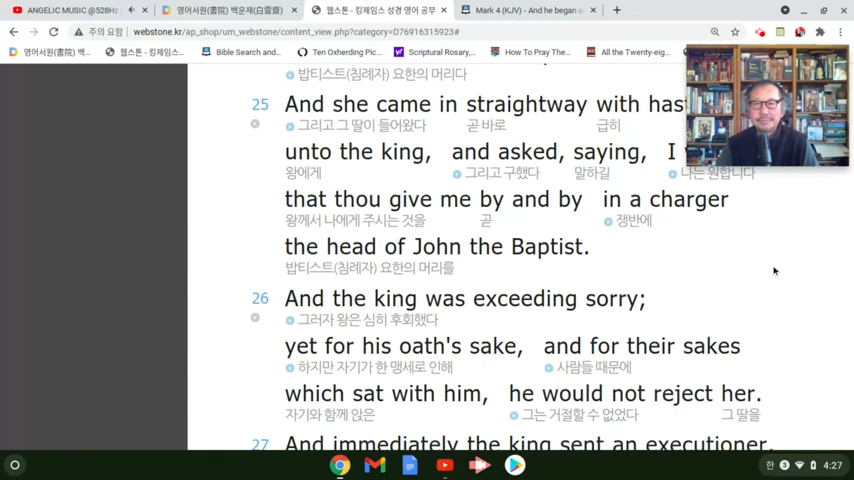 ANGELIC MUSIC @528Hz
영어서원(書院) 백운재(白雲齋)
웹스톤 - 킹제임스 성경 영어 공부
Mark 4 (KJV) - And he began a
주의 요함
webstone.kr/ap_shop/um_webstone/content_view.php?category=D76916315923#
영어서원(書院) 백...
웹스톤 - 킹제임스...
Bible Search and...
Ten Oxherding Pic...
Scriptural Rosary,...
How To Pray The...
All the Twenty-eig...
밥티스트(침례자) 요한의 머리다
25 And she came in straightway with hast
그리고 그 딸이 들어왔다 곧 바로 급히
unto the king, and asked, saying, I
왕에게 그리고 구했다 말하길 나는 원합니다
that thou give me by and by in a charger
왕께서 나에게 주시는 것을 곧 쟁반에
the head of John the Baptist.
밥티스트(침례자) 요한의 머리를
26 And the king was exceeding sorry;
그러자 왕은 심히 후회했다
yet for his oath's sake, and for their sakes
하지만 자기가 한 맹세로 인해 사람들 때문에
which sat with him, he would not reject her.
자기와 함께 앉은 그는 거절할 수 없었다 그 딸을
27 And immediately the king sent an executioner,
한 3 4:27